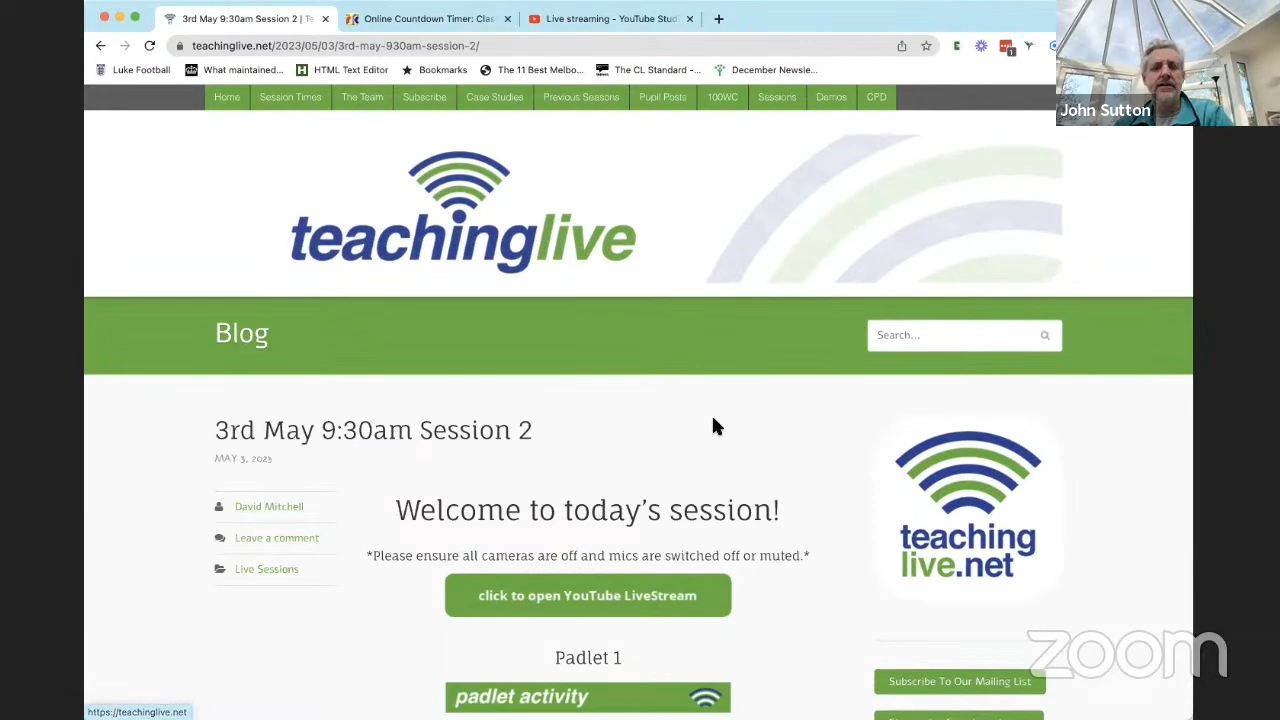 3rd May 9:30am Session 2 | Te
Online Countdown Timer: Clas
Live streaming - YouTube Stud
teachinglive.net/2023/05/03/3rd-may-930am-session-2/
1
Luke Football
What maintained...
HTML Text Editor
Bookmarks
The 11 Best Melbo...
The CL Standard -...
December Newsle...
John Sutton
Home
Session Times
The Team
Subscribe
Case Studies
Previous Seasons
Pupil Posts
100WC
Sessions
Demos
CPD
teachinglive
Blog
Search...
3rd May 9:30am Session 2
MAY 3, 2023
David Mitchell
Leave a comment
Live Sessions
Welcome to today's session!
*Please ensure all cameras are off and mics are switched off or muted.*
click to open YouTube LiveStream
Padlet 1
padlet activity
teaching
live.net
zoom
Subscribe To Our Mailing List
https://teachinglive.net